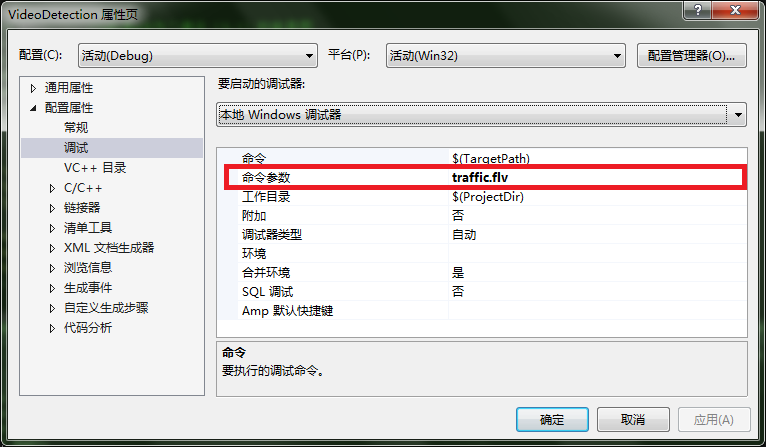 VideoDetection 属性页
配置(C): 活动(Debug) 平台(P): 活动(Win32) 配置管理器(O)...
通用属性
配置属性
常规
调试
VC++ 目录
C/C++
链接器
清单工具
XML 文档生成器
浏览信息
生成事件
自定义生成步骤
代码分析
要启动的调试器:
本地 Windows 调试器
命令 $(TargetPath)
命令参数 traffic.flv
工作目录 $(ProjectDir)
附加 否
调试器类型 自动
环境
合并环境 是
SQL 调试 否
Amp 默认快捷键
命令
要执行的调试命令。
确定 取消 应用(A)